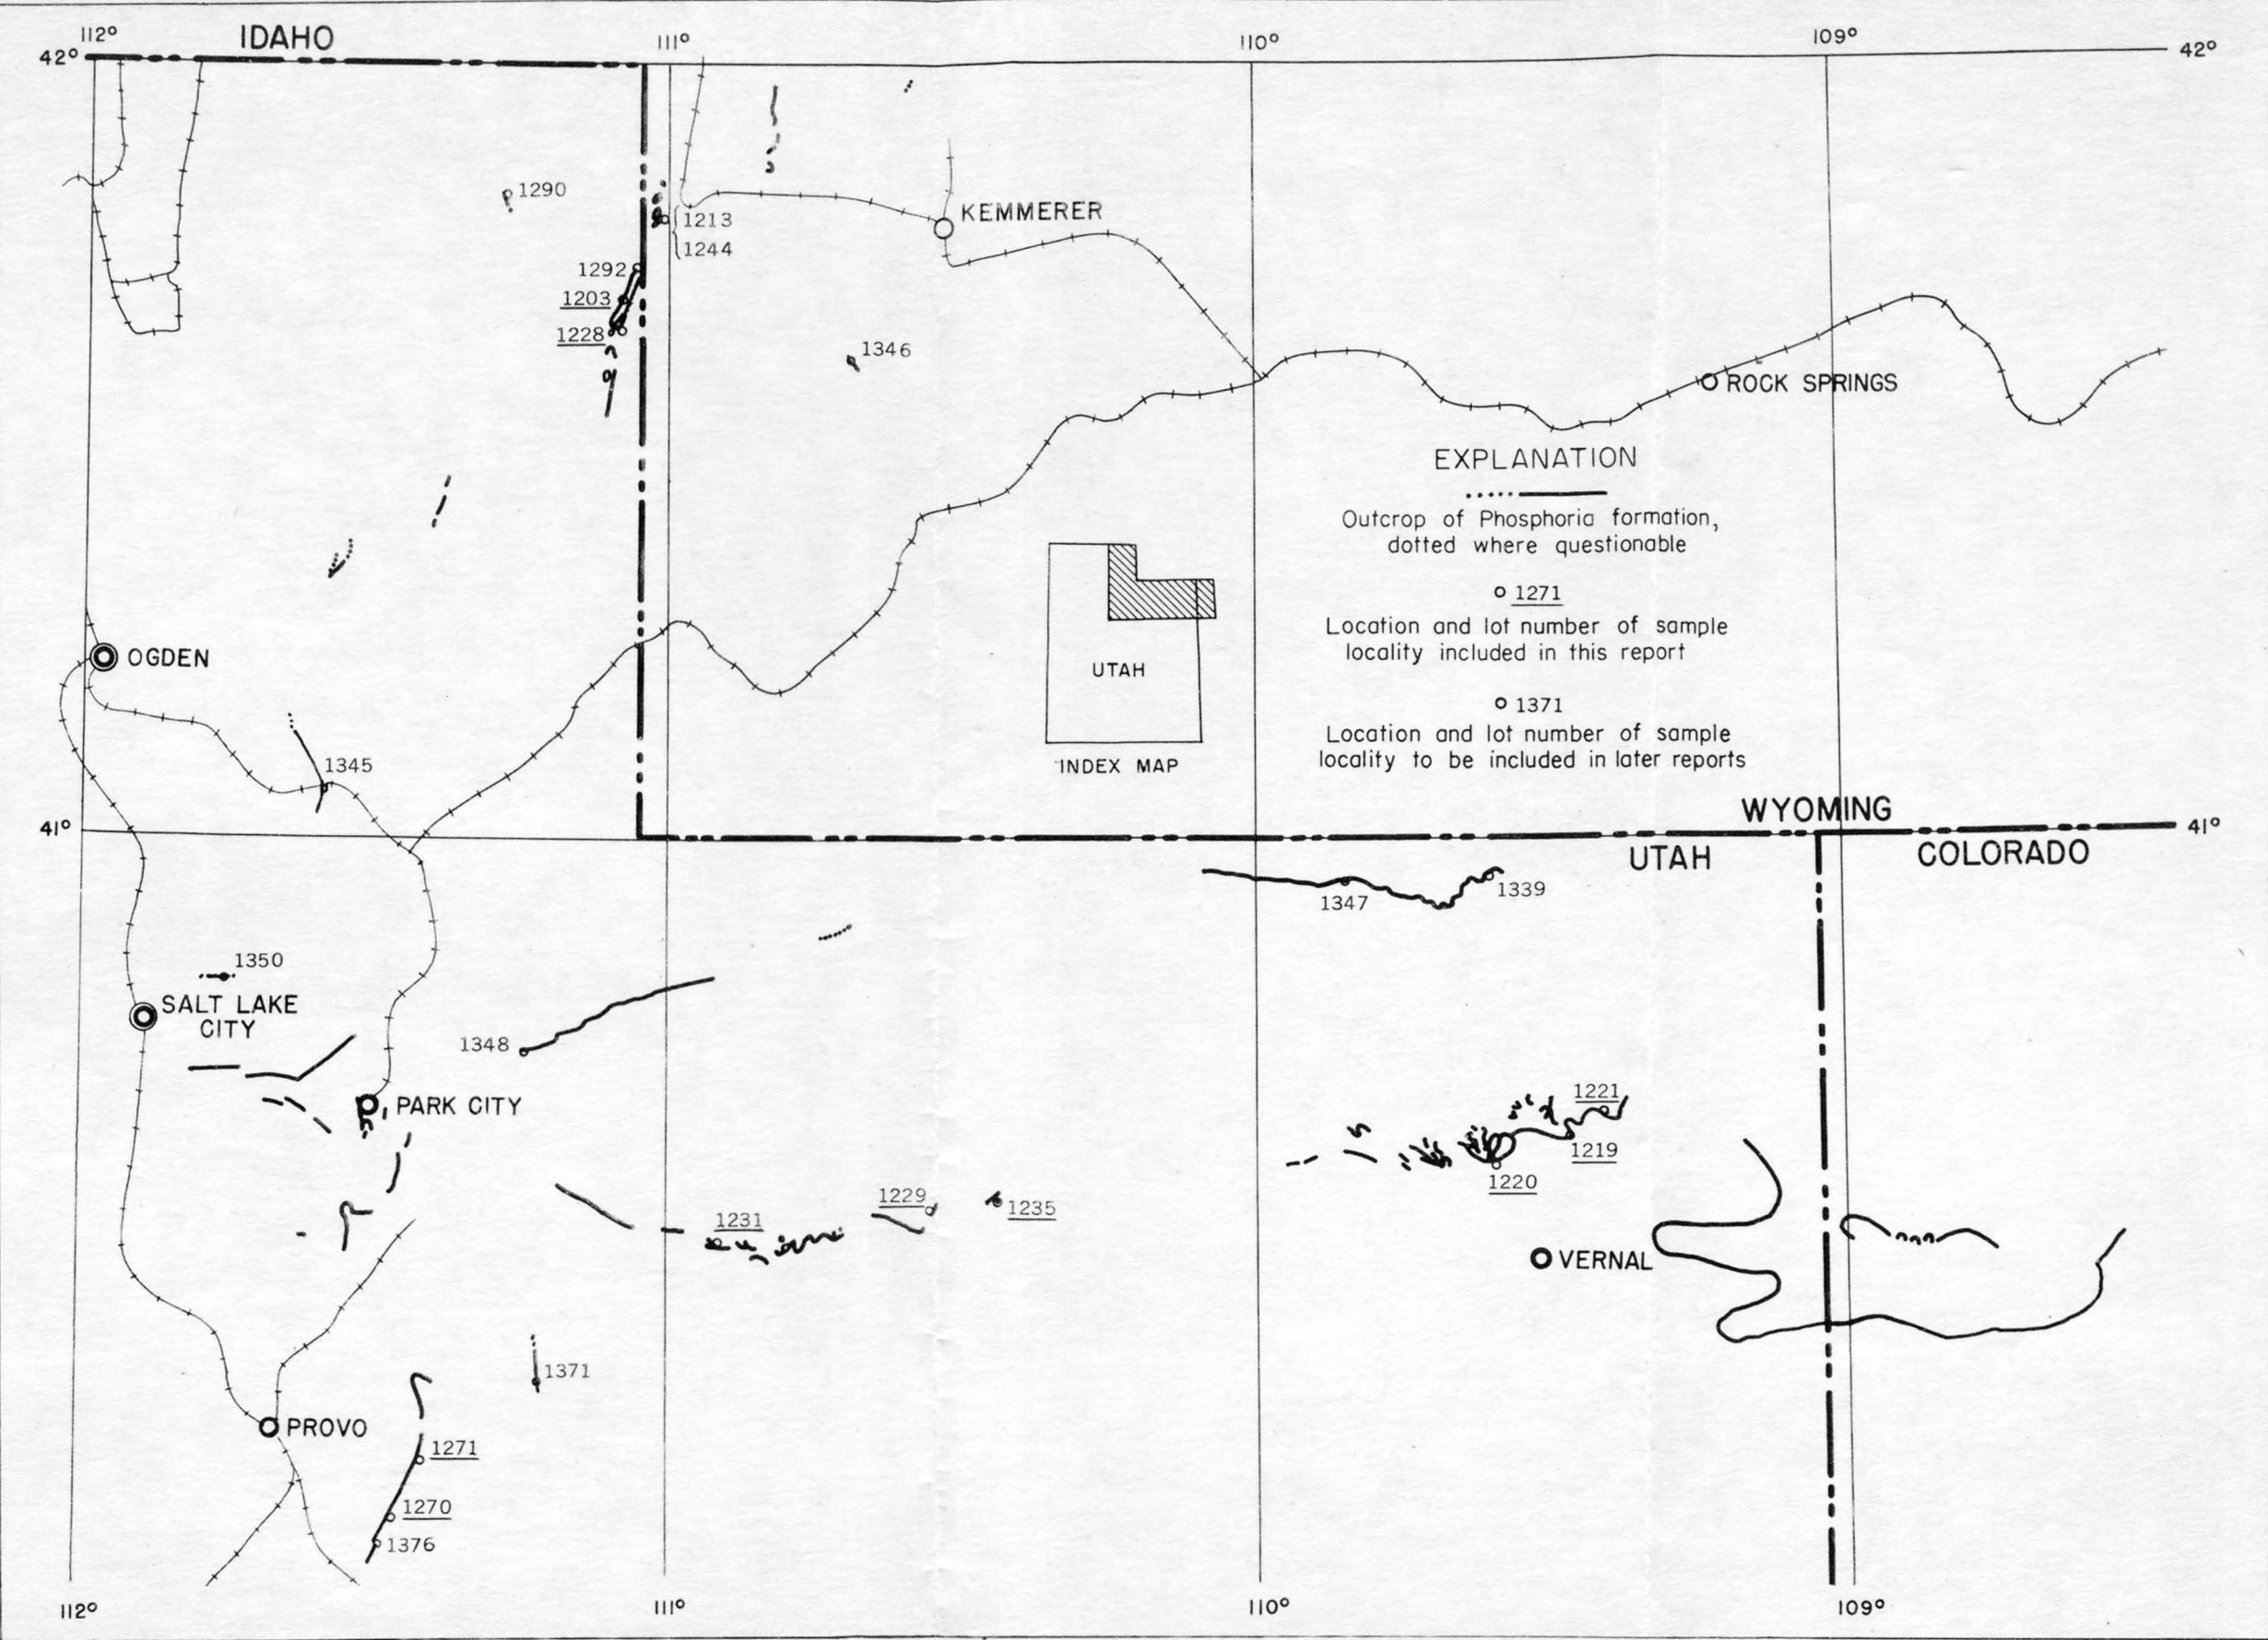 112°
IDAHO
111°
110°
109°
42°
42°
1290
KEMMERER
1213
1244
1292
1203
1228
1346
ROCK SPRINGS
EXPLANATION
Outcrop of Phosphoria formation,
dotted where questionable
1271
Location and lot number of sample
locality included in this report
1371
Location and lot number of sample
locality to be included in later reports
UTAH
INDEX MAP
OGDEN
1345
41°
WYOMING
41°
UTAH
COLORADO
1347
1339
1350
SALT LAKE
CITY
1348
PARK CITY
1221
1219
1220
1229
1235
1231
VERNAL
1371
PROVO
1271
1270
1376
112°
111°
110°
109°